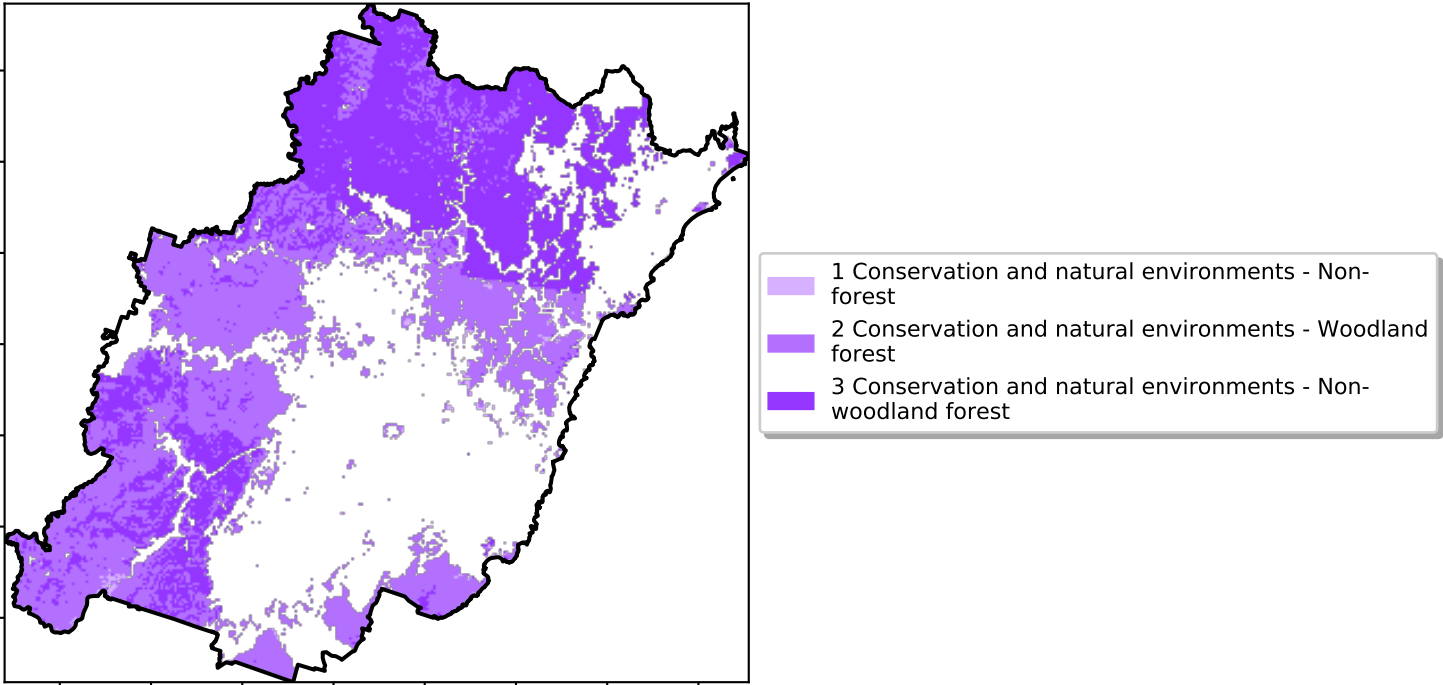 1 Conservation and natural environments - Non-
forest
2 Conservation and natural environments - Woodland
forest
3 Conservation and natural environments - Non-
woodland forest